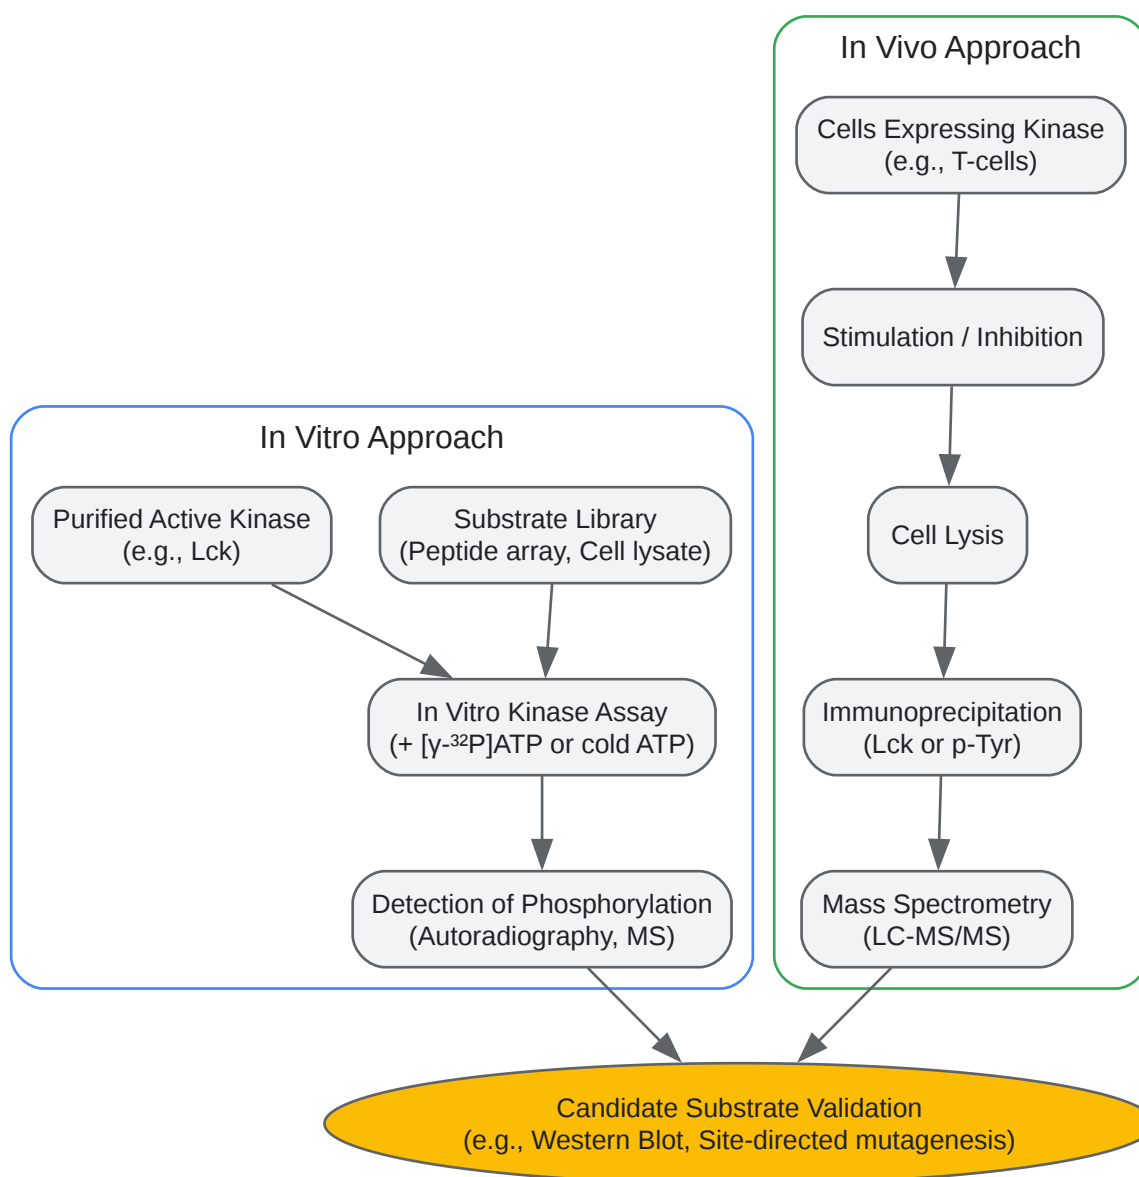 In Vivo Approach
Cells Expressing Kinase
(e.g., T-cells)
Stimulation / Inhibition
Cell Lysis
Immunoprecipitation
(Lck or p-Tyr)
Mass Spectrometry
(LC-MS/MS)
In Vitro Approach
Purified Active Kinase
(e.g., Lck)
Substrate Library
(Peptide array, Cell lysate)
In Vitro Kinase Assay
(+ [γ-³²P]ATP or cold ATP)
Detection of Phosphorylation
(Autoradiography, MS)
Candidate Substrate Validation
(e.g., Western Blot, Site-directed mutagenesis)